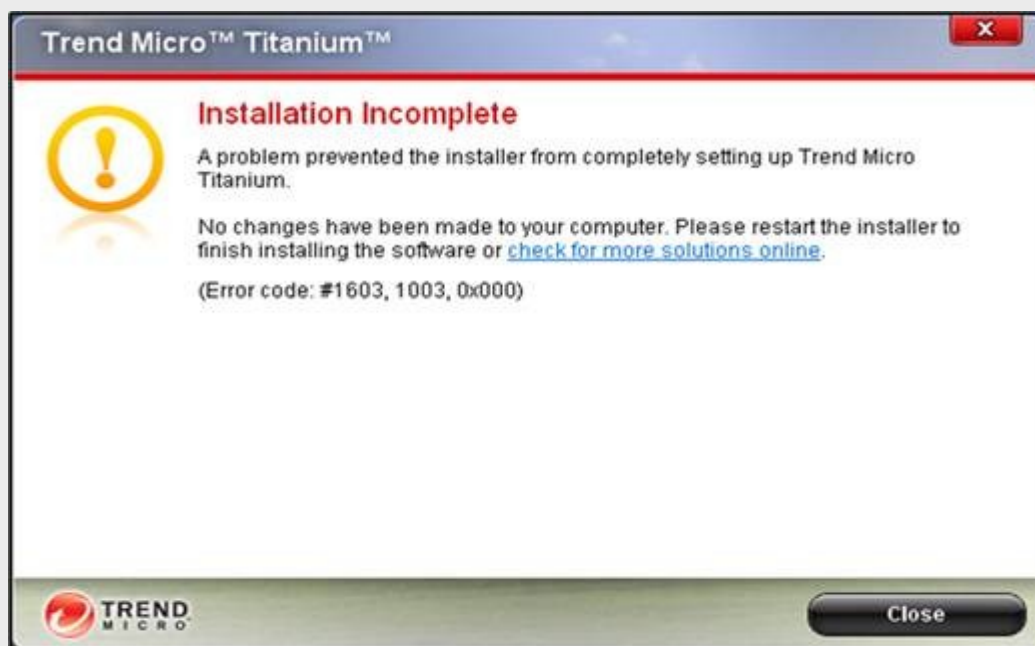 Trend Micro™ Titanium™
Installation Incomplete
A problem prevented the installer from completely setting up Trend Micro
Titanium.
No changes have been made to your computer. Please restart the installer to
finish installing the software or check for more solutions online.
(Error code: #1603, 1003, 0x000)
TREND
MICRO
Close